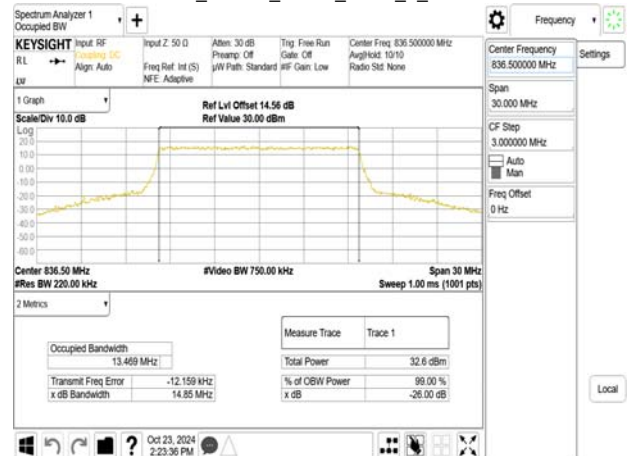 Spectrum Analyzer 1
Occupied BW
Frequency
KEYSIGHT
Input: RF
Coupling: DC
Align: Auto
Input Z: 50 Ω
Freq Ref: Int (S)
NFE: Adaptive
Atten: 30 dB
Preamp: Off
µW Path: Standard
Trig: Free Run
Gate: Off
#IF Gain: Low
Center Freq: 836.500000 MHz
Avg|Hold: 10/10
Radio Std: None
RL
Center Frequency
836.500000 MHz
Settings
Span
30.000 MHz
CF Step
3.000000 MHz
Auto
Man
Freq Offset
0 Hz
Local
1 Graph
Scale/Div 10.0 dB
Ref Lvl Offset 14.56 dB
Ref Value 30.00 dBm
Log
20.0
10.0
0.00
-10.0
-20.0
-30.0
-40.0
-50.0
-60.0
Center 836.50 MHz
#Video BW 750.00 kHz
Span 30 MHz
#Res BW 220.00 kHz
Sweep 1.00 ms (1001 pts)
2 Metrics
Measure Trace Trace 1
Occupied Bandwidth
13.469 MHz
Total Power 32.6 dBm
Transmit Freq Error -12.159 kHz
% of OBW Power 99.00 %
x dB Bandwidth 14.85 MHz
x dB -26.00 dB
Oct 23, 2024
2:23:36 PM